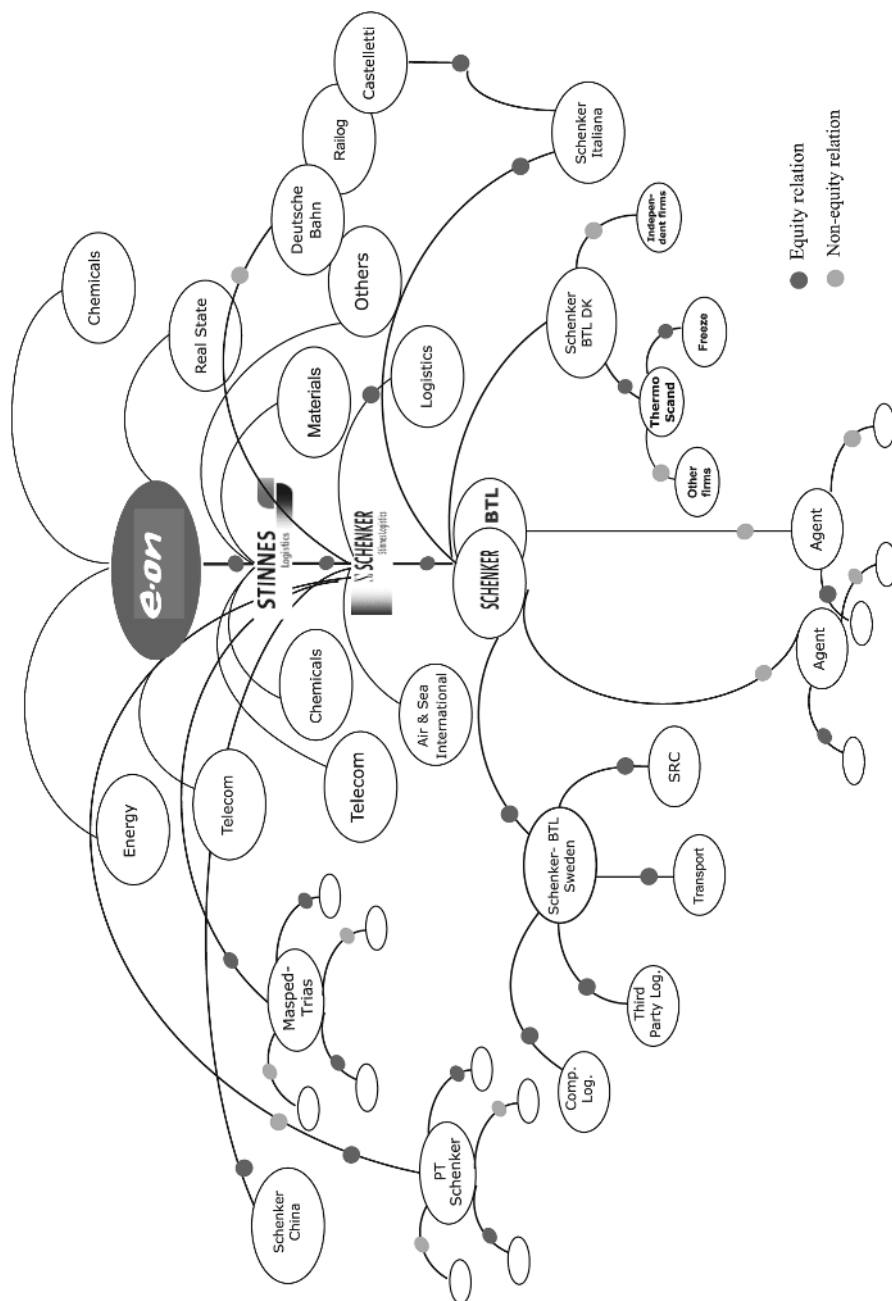 Energy
e·on
Chemicals
Telecom
Real State
Schenker
China
Masped-
Trias
Chemicals
STINNES
Logistics
Materials
Deutsche
Bahn
Railog
Castelletti
Telecom
SCHENKER
Stinnes Logistics
Others
Air & Sea
International
Logistics
PT
Schenker
SCHENKER
BTL
Comp.
Log.
Schenker- BTL
Sweden
Schenker
BTL DK
Schenker
Italiana
Third
Party Log.
Transport
SRC
Other
firms
Thermo
Scand
Freeze
Indepen-
dent firms
Agent
Agent
Equity relation
Non-equity relation